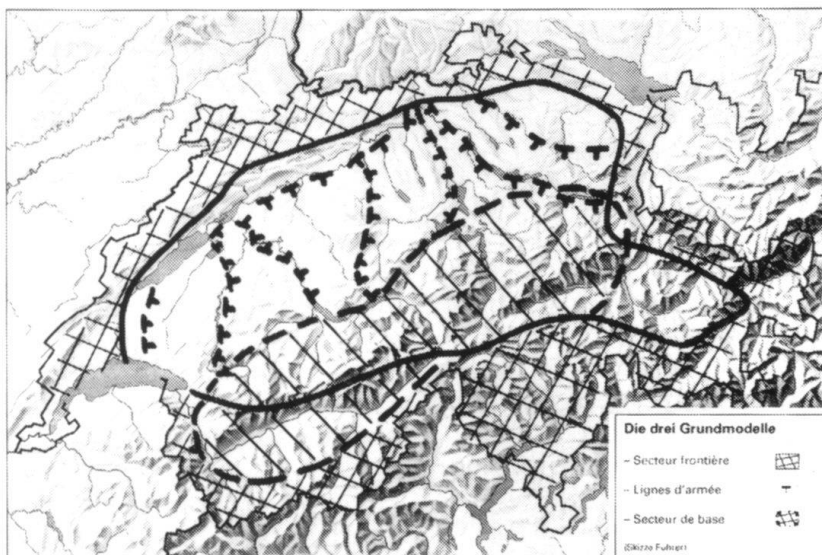 Die drei Grundmodelle
– Secteur frontière
– Lignes d'armée
– Secteur de base
(Skizze Fuhrer)